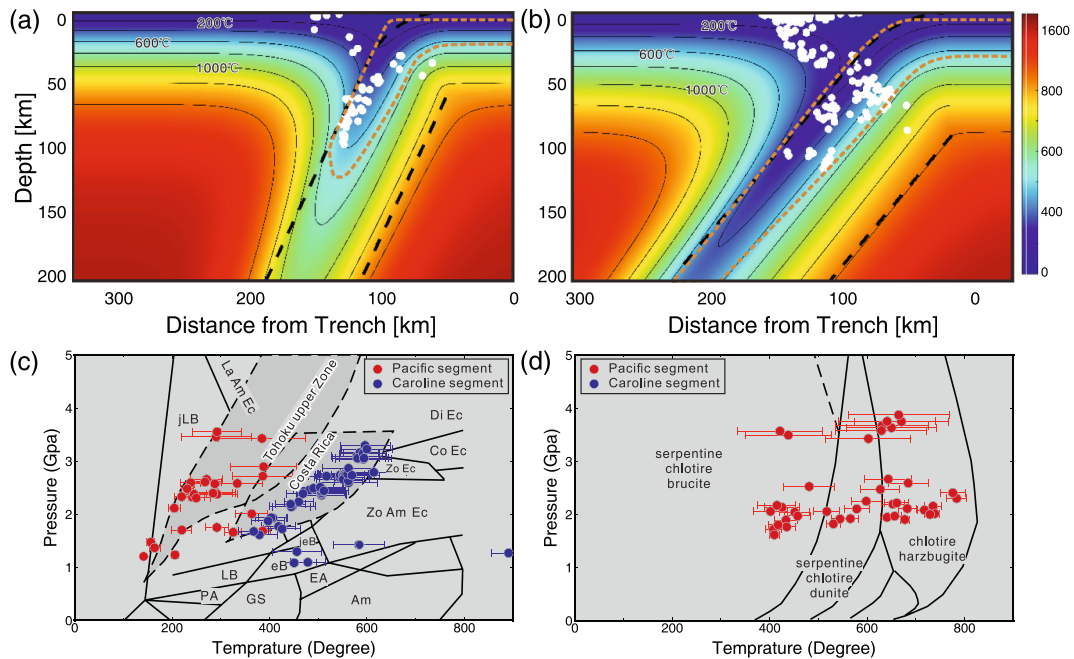 (a)
(b)
200℃
600℃
1000℃
0
50
100
150
200
Depth [km]
300
200
100
0
Distance from Trench [km]
200℃
600℃
1000℃
0
50
100
150
200
300
200
100
0
Distance from Trench [km]
1600
800
400
0
(c)
5
4
3
2
1
0
Pressure (Gpa)
Pacific segment
Caroline segment
La Am Ec
jLB
Tohoku upper Zone
Costa Rica
Di Ec
Co Ec
Zo Ec
Zo Am Ec
jeB
eB
LB
EA
PA
GS
Am
0
200
400
600
800
Temprature (Degree)
(d)
5
4
3
2
1
0
Pressure (Gpa)
Pacific segment
Caroline segment
serpentine
chlotire
brucite
serpentine
chlotire
dunite
chlotire
harzbugite
0
200
400
600
800
Temprature (Degree)